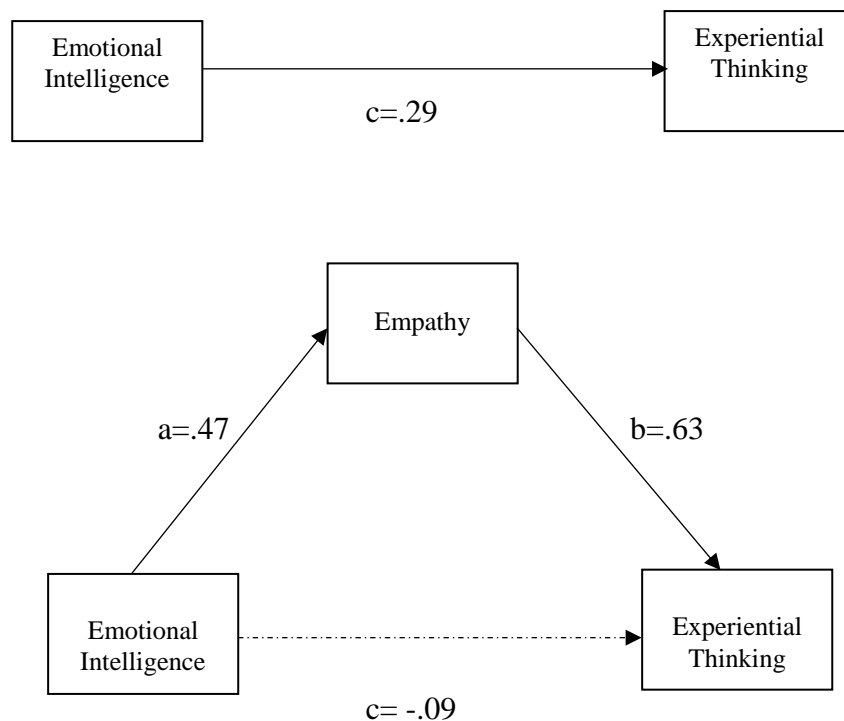 Emotional
Intelligence
Experiential
Thinking
c=.29
Empathy
a=.47
b=.63
Emotional
Intelligence
Experiential
Thinking
c= -.09